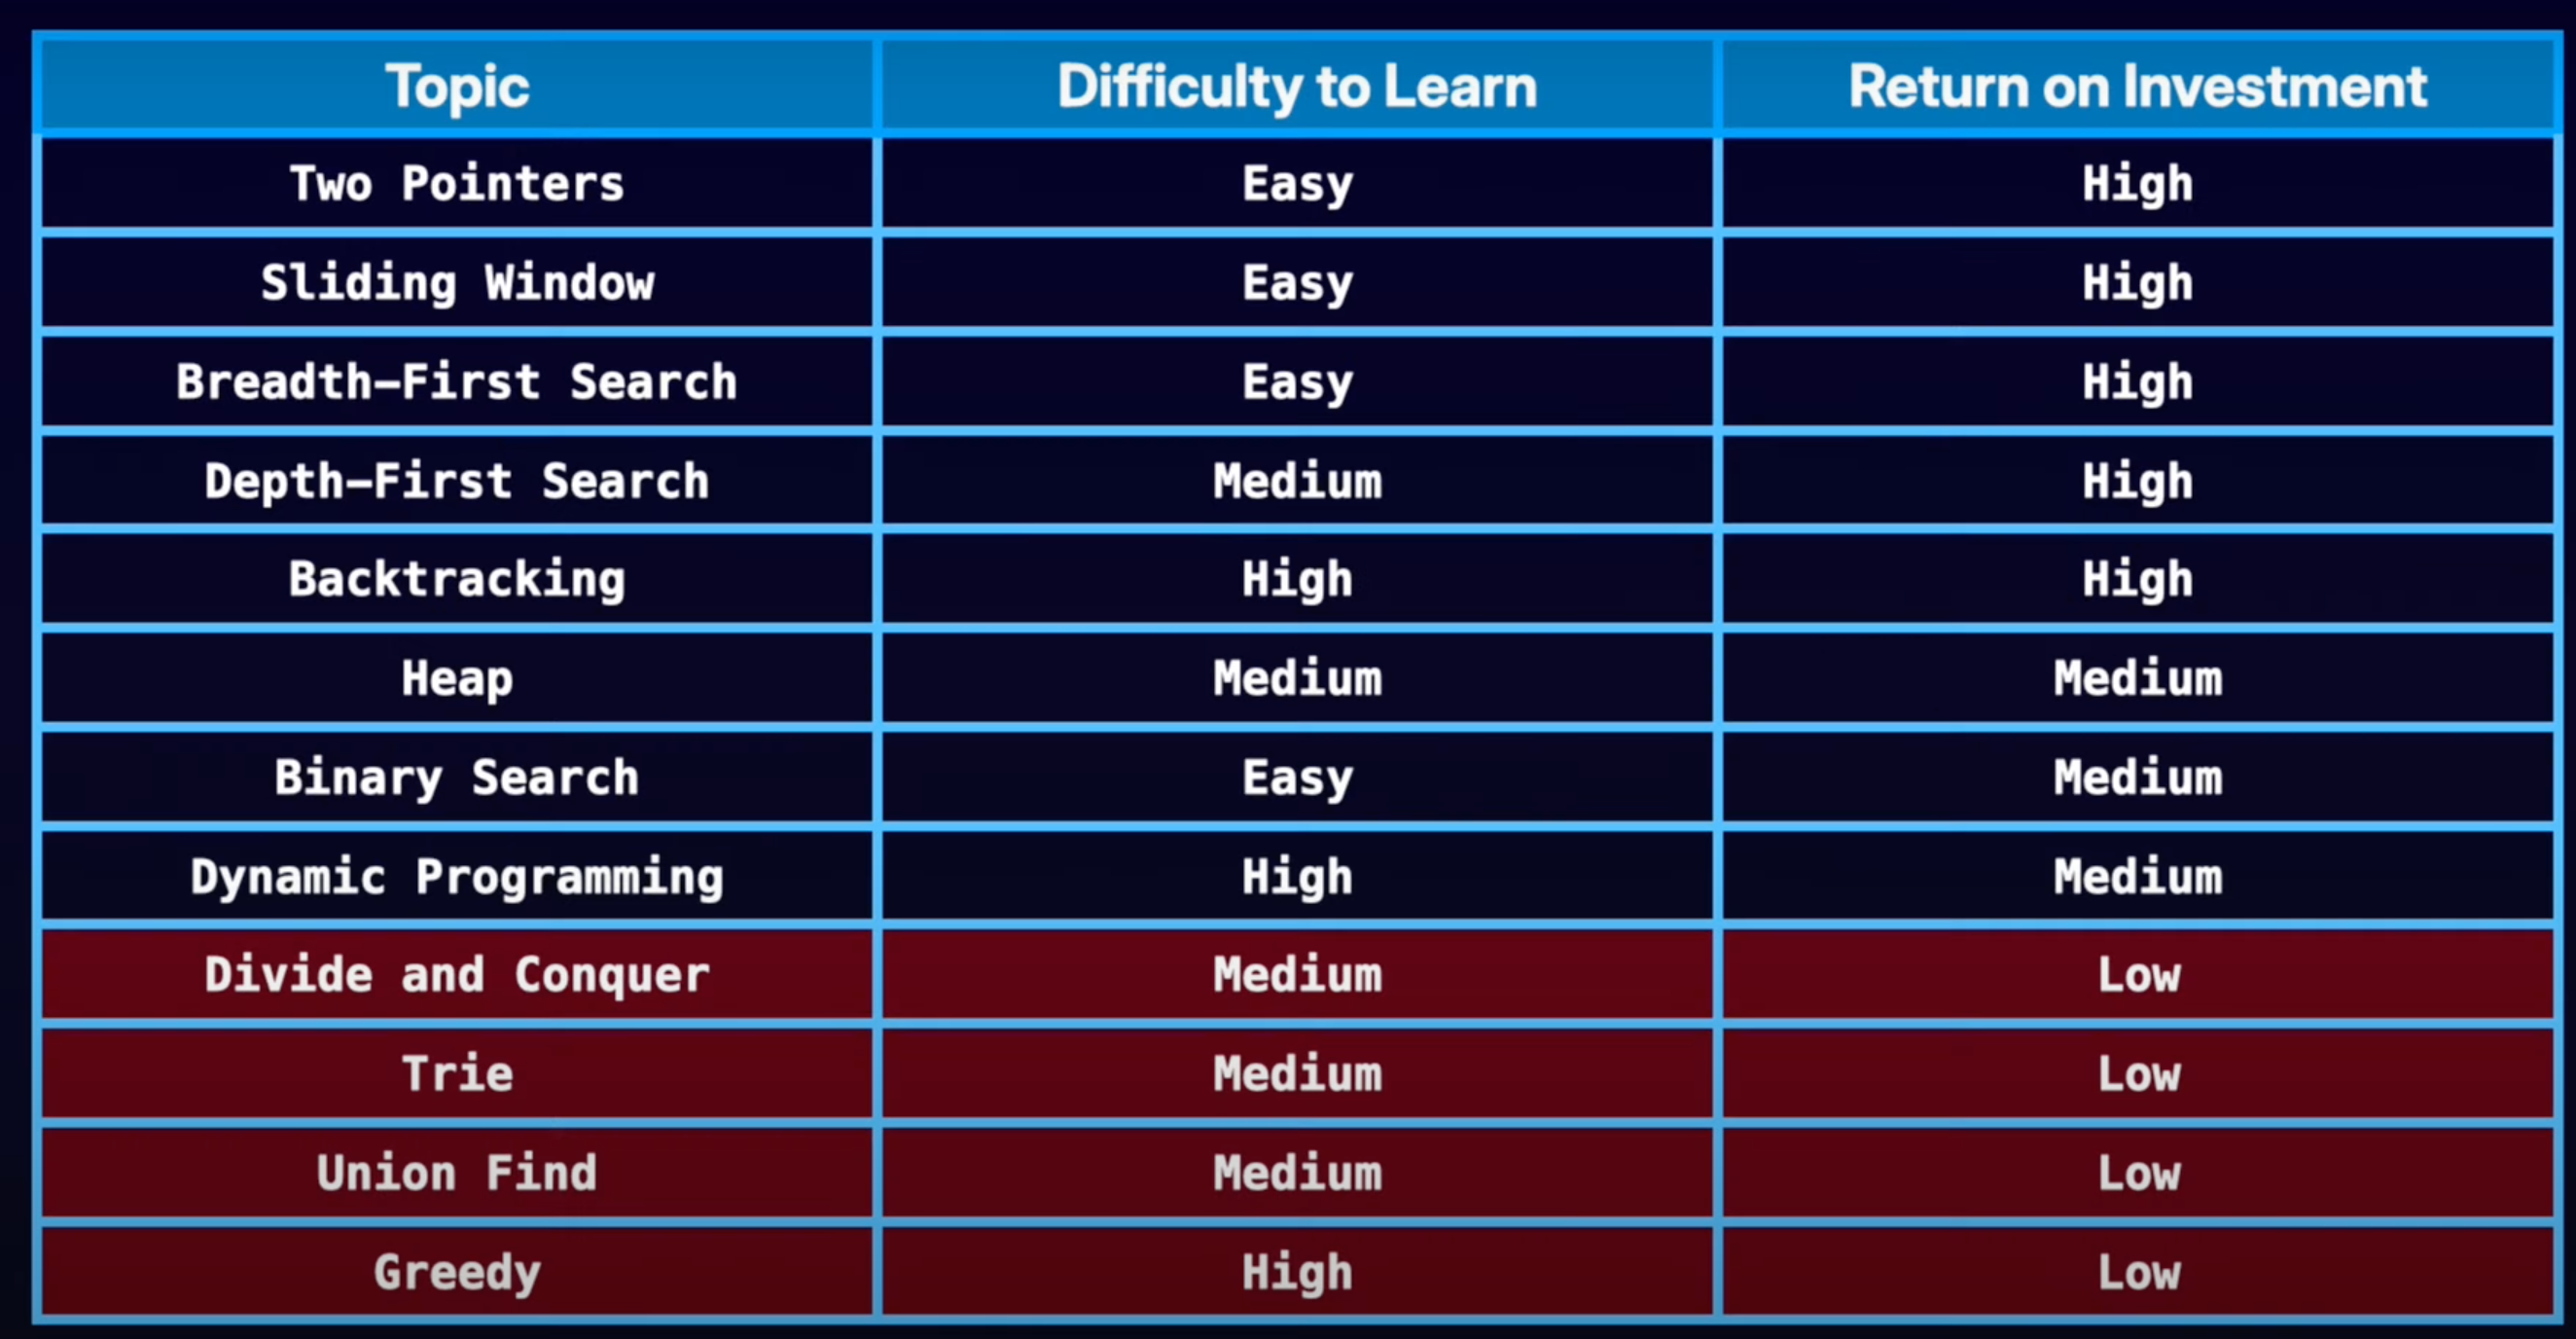 Topic Difficulty to Learn Return on Investment
Two Pointers Easy High
Sliding Window Easy High
Breadth-First Search Easy High
Depth-First Search Medium High
Backtracking High High
Heap Medium Medium
Binary Search Easy Medium
Dynamic Programming High Medium
Divide and Conquer Medium Low
Trie Medium Low
Union Find Medium Low
Greedy High Low